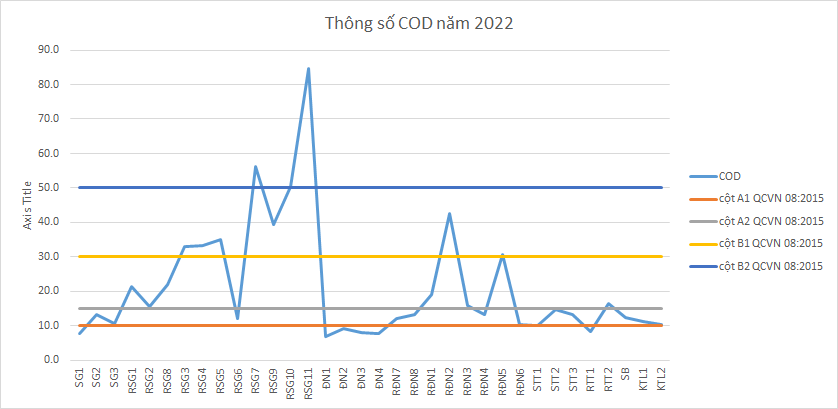 Thông số COD năm 2022
90.0
80.0
70.0
60.0
50.0
40.0
30.0
20.0
10.0
0.0
Axis Title
SG1
SG2
SG3
RSG1
RSG2
RSG8
RSG3
RSG4
RSG5
RSG6
RSG7
RSG9
RSG10
RSG11
ĐN1
ĐN2
ĐN3
ĐN4
RĐN7
RĐN8
RĐN1
RĐN2
RĐN3
RĐN4
RĐN5
RĐN6
STT1
STT2
STT3
RTT1
RTT2
SB
KTL1
KTL2
COD
cột A1 QCVN 08:2015
cột A2 QCVN 08:2015
cột B1 QCVN 08:2015
cột B2 QCVN 08:2015